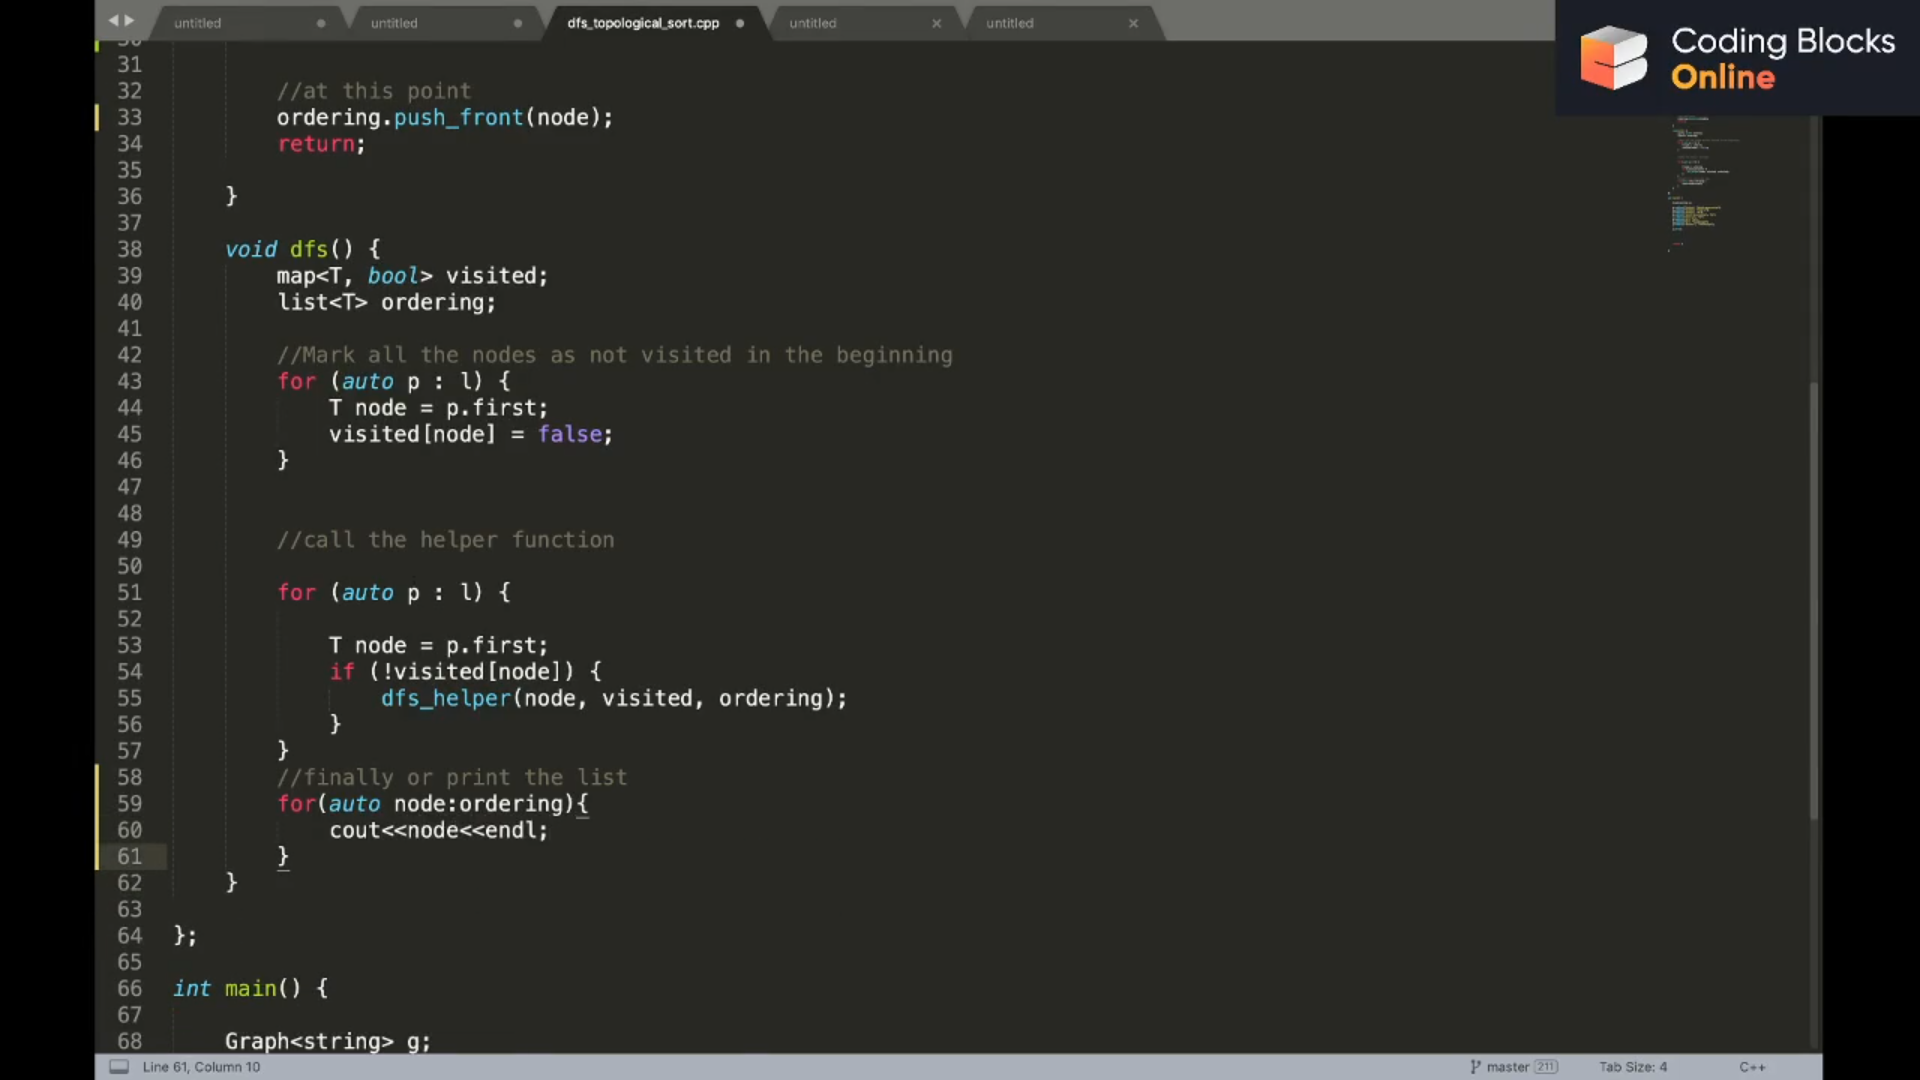 untitled untitled dfs_topological_sort.cpp untitled untitled
Coding Blocks
Online
31
32 //at this point
33 ordering.push_front(node);
34 return;
35
36 }
37
38 void dfs() {
39 map<T, bool> visited;
40 list<T> ordering;
41
42 //Mark all the nodes as not visited in the beginning
43 for (auto p : l) {
44 T node = p.first;
45 visited[node] = false;
46 }
47
48
49 //call the helper function
50
51 for (auto p : l) {
52
53 T node = p.first;
54 if (!visited[node]) {
55 dfs_helper(node, visited, ordering);
56 }
57 }
58 //finally or print the list
59 for(auto node:ordering){
60 cout<<node<<endl;
61 }
62 }
63
64 };
65
66 int main() {
67
68 Graph<string> g;
Line 61, Column 10 master 211 Tab Size: 4 C++